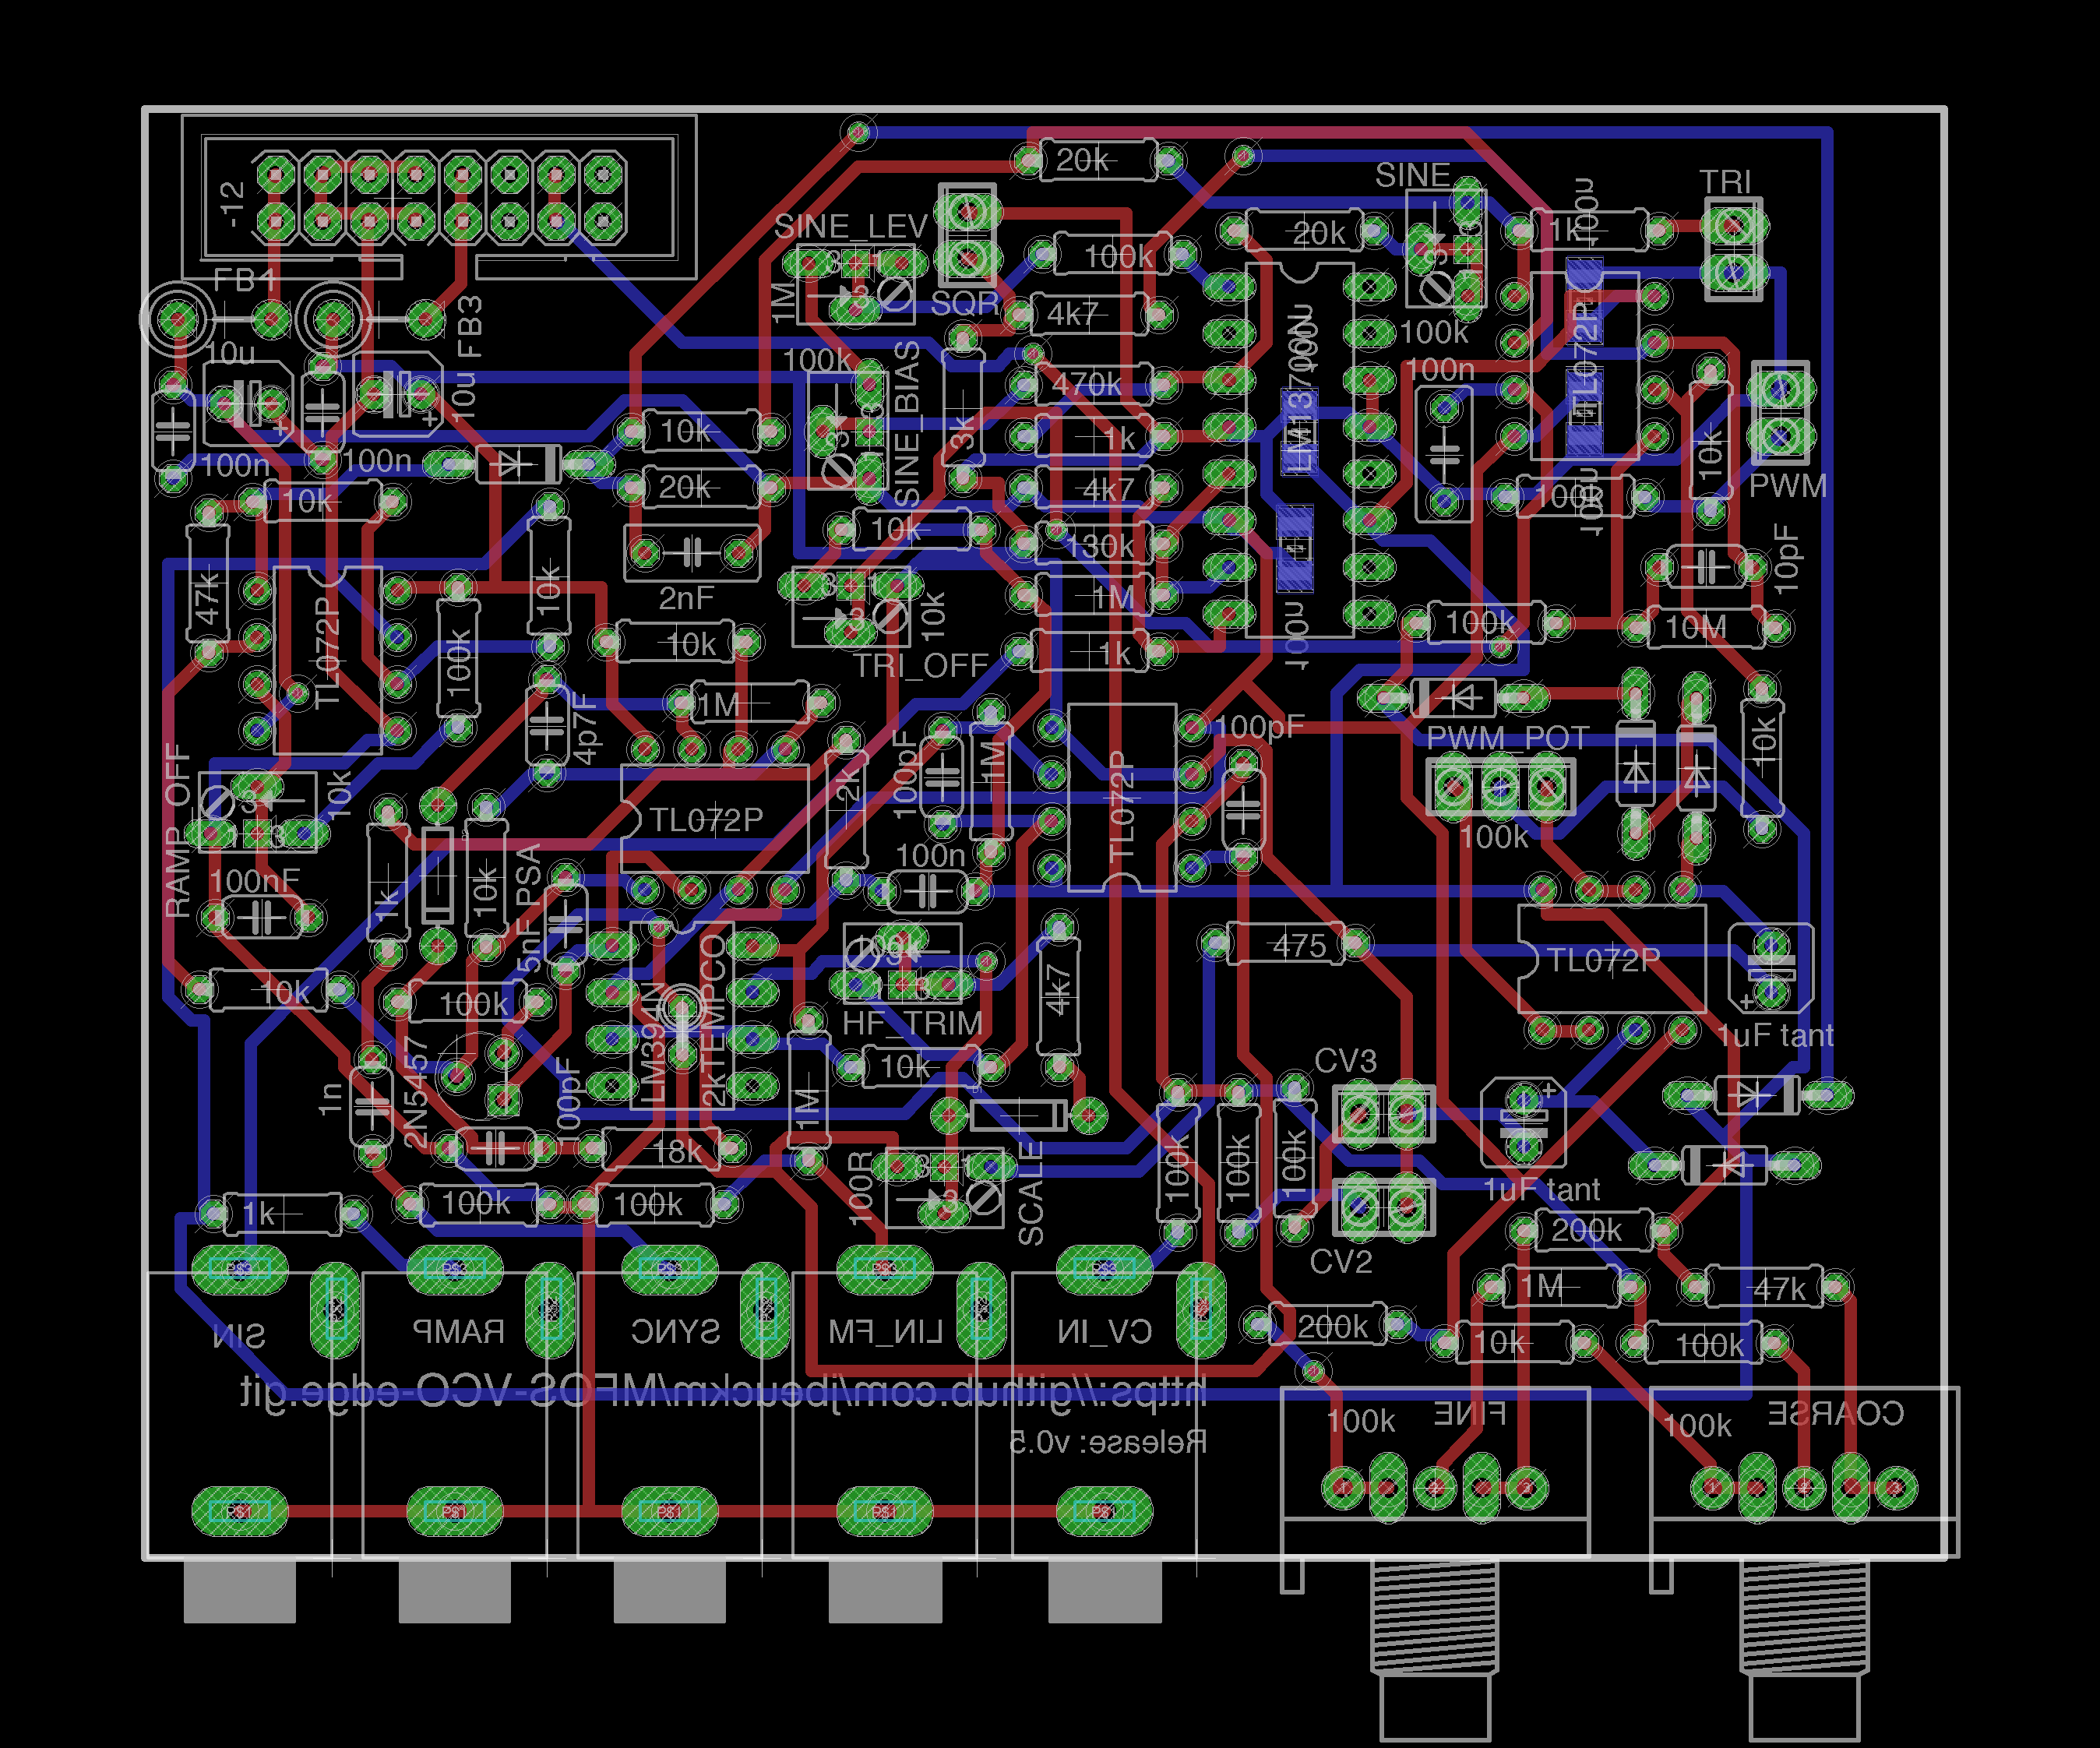 20k
SINE
TRI
-12
SINE_LEV
1k
100u
20k
100k
FB1
1M
SQR
4k7
FB3
100k
100n
10u
100k
SINE_BIAS
470k
LM13700N
TL072P
10u
10k
3k
1k
10k
100n
100n
20k
4k7
PWM
10k
10k
130k
100k
10pF
47k
10k
2nF
10k
1M
100u
100k
10M
TL072P
100k
10k
TRI_OFF
1k
1M
4p7F
100pF
1M
100pF
PWM_POT
10k
RAMP_OFF
10k
TL072P
2k
TL072P
100k
100nF
1k
10k
5nF PSA
100n
100k
475
TL072P
10k
100k
LM394N
2kTEMPCO
HF_TRIM
4k7
1uF tant
1n
2N5457
100pF
10k
CV3
1M
18k
100R
SCALE
100k
100k
100k
1uF tant
1k
100k
100k
CV2
200k
1M
47k
SIN
RAMP
SYNC
LIN_FM
CV_IN
200k
10k
100k
https://github.com/jbeuckm/MFOS-VCO-edge.git
100k
FINE
100k
COARSE
Release: v0.5